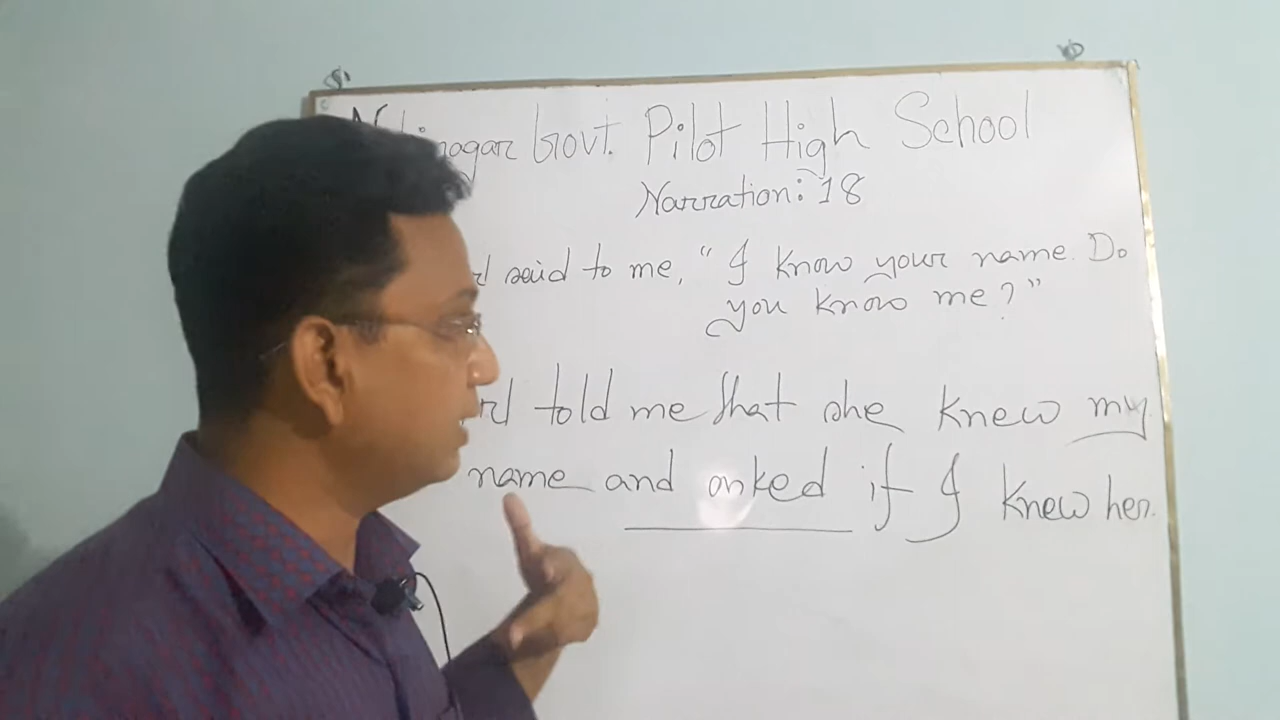 Govt. Pilot High School
Narration: 18
said to me, "I know your name. Do
you know me?"
told me that she knew my
name and asked if I knew her.